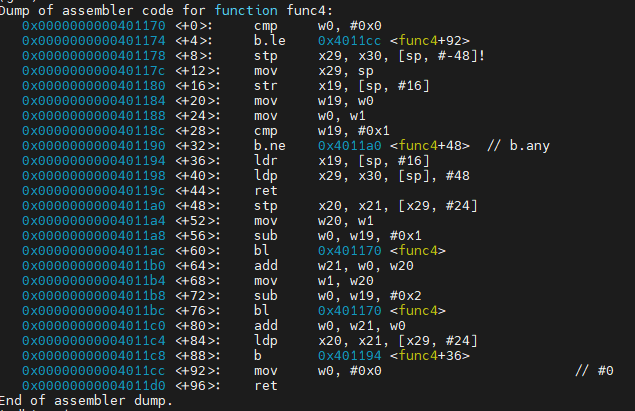 Dump of assembler code for function func4:
   0x0000000000401170 <+0>:	cmp	w0, #0x0
   0x0000000000401174 <+4>:	b.le	0x4011cc <func4+92>
   0x0000000000401178 <+8>:	stp	x29, x30, [sp, #-48]!
   0x000000000040117c <+12>:	mov	x29, sp
   0x0000000000401180 <+16>:	str	x19, [sp, #16]
   0x0000000000401184 <+20>:	mov	w19, w0
   0x0000000000401188 <+24>:	mov	w0, w1
   0x000000000040118c <+28>:	cmp	w19, #0x1
   0x0000000000401190 <+32>:	b.ne	0x4011a0 <func4+48>  // b.any
   0x0000000000401194 <+36>:	ldr	x19, [sp, #16]
   0x0000000000401198 <+40>:	ldp	x29, x30, [sp], #48
   0x000000000040119c <+44>:	ret
   0x00000000004011a0 <+48>:	stp	x20, x21, [x29, #24]
   0x00000000004011a4 <+52>:	mov	w20, w1
   0x00000000004011a8 <+56>:	sub	w0, w19, #0x1
   0x00000000004011ac <+60>:	bl	0x401170 <func4>
   0x00000000004011b0 <+64>:	add	w21, w0, w20
   0x00000000004011b4 <+68>:	mov	w1, w20
   0x00000000004011b8 <+72>:	sub	w0, w19, #0x2
   0x00000000004011bc <+76>:	bl	0x401170 <func4>
   0x00000000004011c0 <+80>:	add	w0, w21, w0
   0x00000000004011c4 <+84>:	ldp	x20, x21, [x29, #24]
   0x00000000004011c8 <+88>:	b	0x401194 <func4+36>
   0x00000000004011cc <+92>:	mov	w0, #0x0	// #0
   0x00000000004011d0 <+96>:	ret
End of assembler dump.